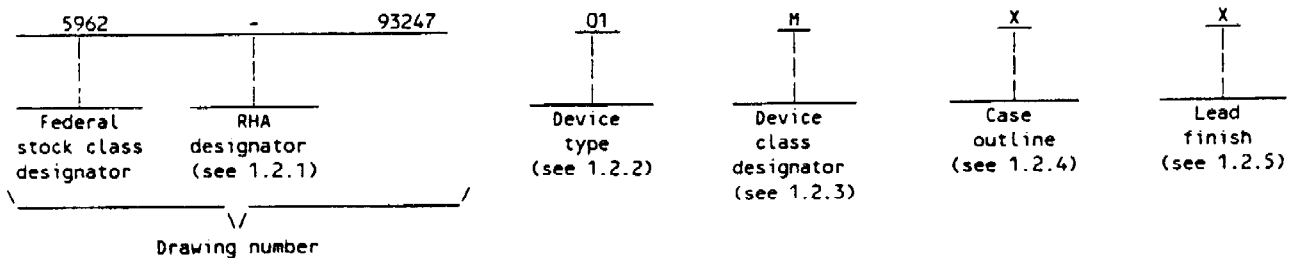 5962 - 93247 01 M X X
Federal stock class designator
RHA designator (see 1.2.1)
Device type (see 1.2.2)
Device class designator (see 1.2.3)
Case outline (see 1.2.4)
Lead finish (see 1.2.5)
Drawing number